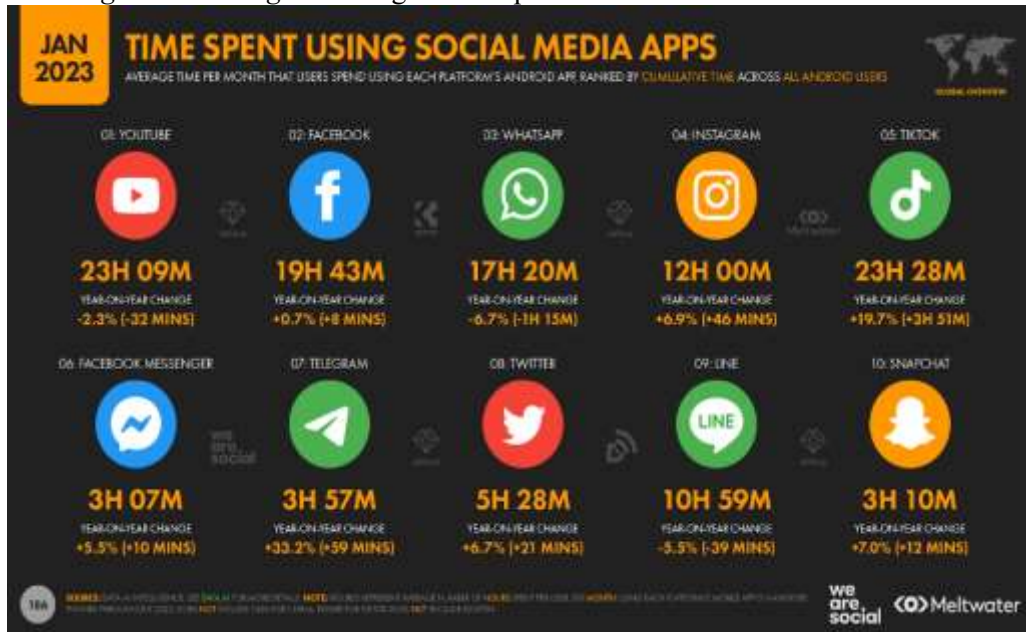 JAN
2023
TIME SPENT USING SOCIAL MEDIA APPS
AVERAGE TIME PER MONTH THAT USERS SPEND USING EACH PLATFORM'S ANDROID APP, RANKED BY CUMULATIVE TIME ACROSS ALL ANDROID USERS
GLOBAL OVERVIEW
01: YOUTUBE
02: FACEBOOK
03: WHATSAPP
04: INSTAGRAM
05: TIKTOK
23H 09M
19H 43M
17H 20M
12H 00M
23H 28M
YEAR-ON-YEAR CHANGE
YEAR-ON-YEAR CHANGE
YEAR-ON-YEAR CHANGE
YEAR-ON-YEAR CHANGE
YEAR-ON-YEAR CHANGE
-2.3% (-32 MINS)
+0.7% (+8 MINS)
-6.7% (-1H 15M)
+6.9% (+46 MINS)
+19.7% (+3H 51M)
06: FACEBOOK MESSENGER
07: TELEGRAM
08: TWITTER
09: LINE
10: SNAPCHAT
LINE
we are social
3H 07M
3H 57M
5H 28M
10H 59M
3H 10M
YEAR-ON-YEAR CHANGE
YEAR-ON-YEAR CHANGE
YEAR-ON-YEAR CHANGE
YEAR-ON-YEAR CHANGE
YEAR-ON-YEAR CHANGE
+5.5% (+10 MINS)
+33.2% (+59 MINS)
+6.7% (+21 MINS)
-5.5% (-39 MINS)
+7.0% (+12 MINS)
we
are
social
Meltwater